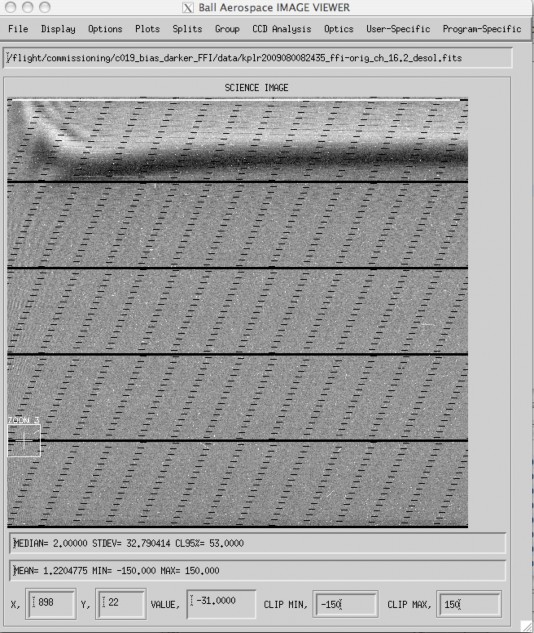 Ball Aerospace IMAGE VIEWER
File Display Options Plots Splits Group CCD Analysis Optics User-Specific Program-Specific
/flight/commissioning/c019_bias_darker_FFI/data/kplr2009080082435_ffi-orig_ch_16.2_desol.fits
SCIENCE IMAGE
ZOOM 3
MEDIAN= 2.00000 STDEV= 32.790414 CL95%= 53.0000
MEAN= 1.2204775 MIN= -150.000 MAX= 150.000
X, 898 Y, 22 VALUE, -31.0000 CLIP MIN, -150 CLIP MAX, 150